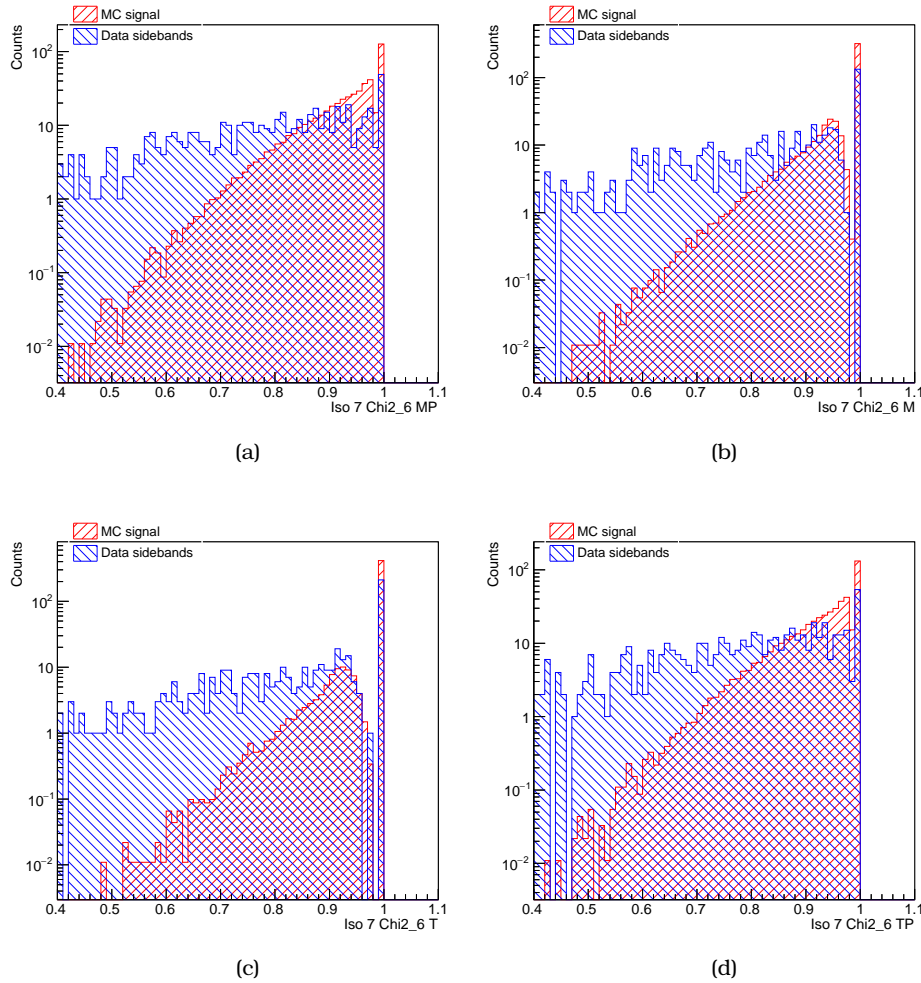 MC signal
Data sidebands
Counts
10²
10
1
10⁻¹
10⁻²
0.4 0.5 0.6 0.7 0.8 0.9 1 1.1
Iso 7 Chi2_6 MP
(a)
MC signal
Data sidebands
Counts
10²
10
1
10⁻¹
10⁻²
0.4 0.5 0.6 0.7 0.8 0.9 1 1.1
Iso 7 Chi2_6 M
(b)
MC signal
Data sidebands
Counts
10²
10
1
10⁻¹
10⁻²
0.4 0.5 0.6 0.7 0.8 0.9 1 1.1
Iso 7 Chi2_6 T
(c)
MC signal
Data sidebands
Counts
10²
10
1
10⁻¹
10⁻²
0.4 0.5 0.6 0.7 0.8 0.9 1 1.1
Iso 7 Chi2_6 TP
(d)